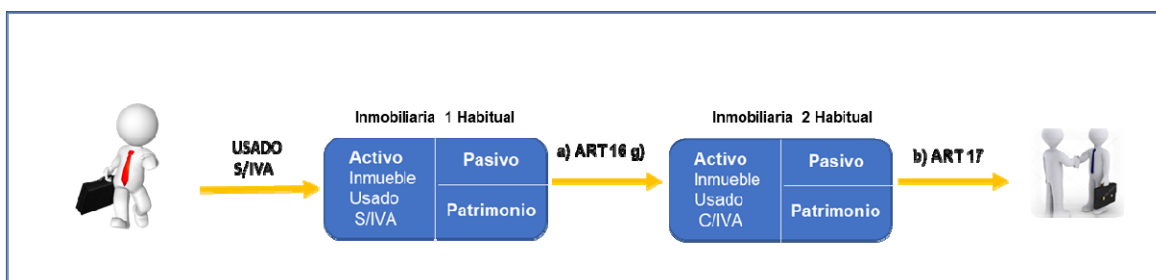 Inmobiliaria 1 Habitual
Inmobiliaria 2 Habitual
USADO
S/IVA
Activo
Inmueble
Usado
S/IVA
Pasivo
Patrimonio
a) ART 16 g)
Activo
Inmueble
Usado
C/IVA
Pasivo
Patrimonio
b) ART 17